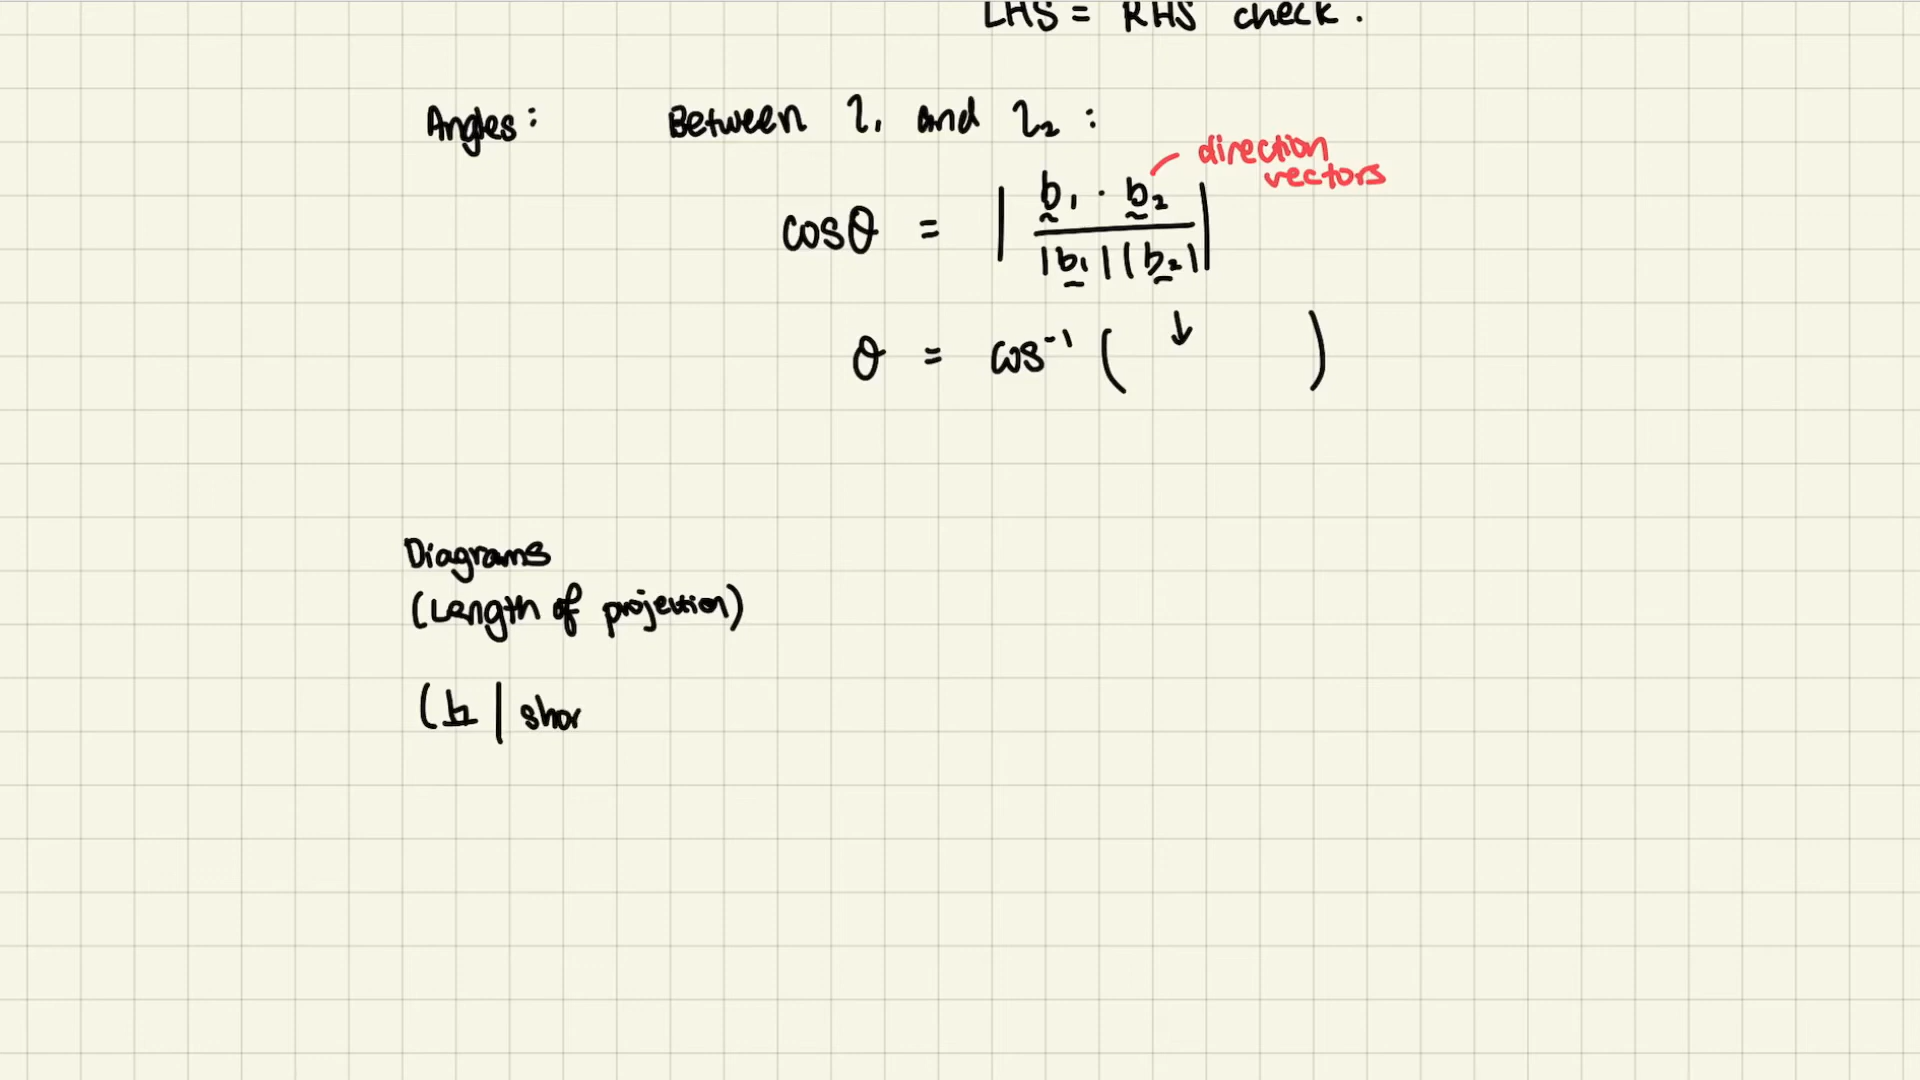 LHS = RHS check.
Angles: Between l₁ and l₂ :
direction
vectors
cosθ = | b₁ · b₂ / |b₁| |b₂| |
θ = cos⁻¹ ( ↓ )
Diagrams
(Length of projection)
( | shor